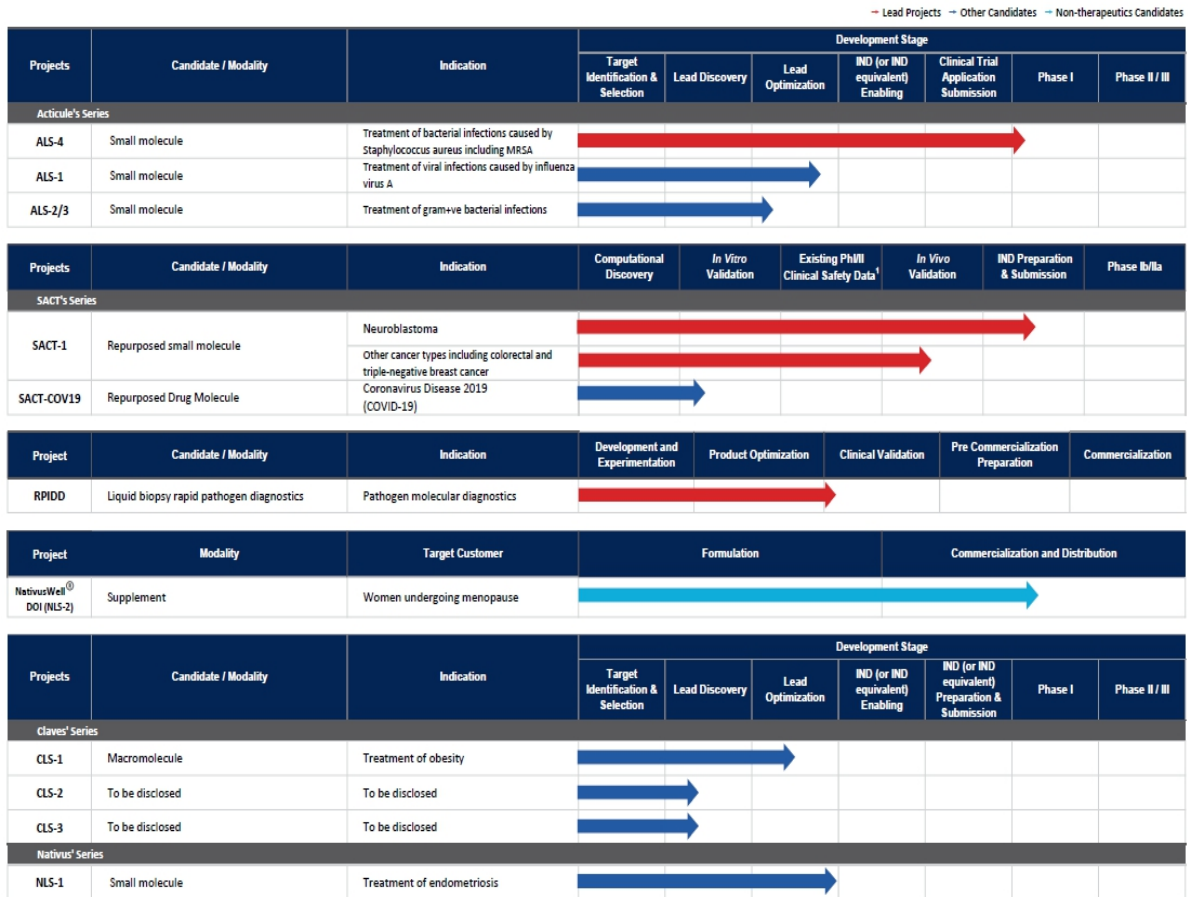 → Lead Projects → Other Candidates → Non-therapeutics Candidates
Development Stage
Projects
Candidate / Modality
Indication
Target
Identification &
Selection
Lead Discovery
Lead
Optimization
IND (or IND
equivalent)
Enabling
Clinical Trial
Application
Submission
Phase I
Phase II / III
Acticule's Series
ALS-4
Small molecule
Treatment of bacterial infections caused by
Staphylococcus aureus including MRSA
ALS-1
Small molecule
Treatment of viral infections caused by influenza
virus A
ALS-2/3
Small molecule
Treatment of gram+ve bacterial infections
Projects
Candidate / Modality
Indication
Computational
Discovery
In Vitro
Validation
Existing PhI/II
Clinical Safety Data¹
In Vivo
Validation
IND Preparation
& Submission
Phase Ib/IIa
SACT's Series
SACT-1
Repurposed small molecule
Neuroblastoma
Other cancer types including colorectal and
triple-negative breast cancer
SACT-COV19
Repurposed Drug Molecule
Coronavirus Disease 2019
(COVID-19)
Project
Candidate / Modality
Indication
Development and
Experimentation
Product Optimization
Clinical Validation
Pre Commercialization
Preparation
Commercialization
RPIDD
Liquid biopsy rapid pathogen diagnostics
Pathogen molecular diagnostics
Project
Modality
Target Customer
Formulation
Commercialization and Distribution
NativusWell®
DOI (NLS-2)
Supplement
Women undergoing menopause
Development Stage
Projects
Candidate / Modality
Indication
Target
Identification &
Selection
Lead Discovery
Lead
Optimization
IND (or IND
equivalent)
Enabling
IND (or IND
equivalent)
Preparation &
Submission
Phase I
Phase II / III
Claves' Series
CLS-1
Macromolecule
Treatment of obesity
CLS-2
To be disclosed
To be disclosed
CLS-3
To be disclosed
To be disclosed
Nativus' Series
NLS-1
Small molecule
Treatment of endometriosis